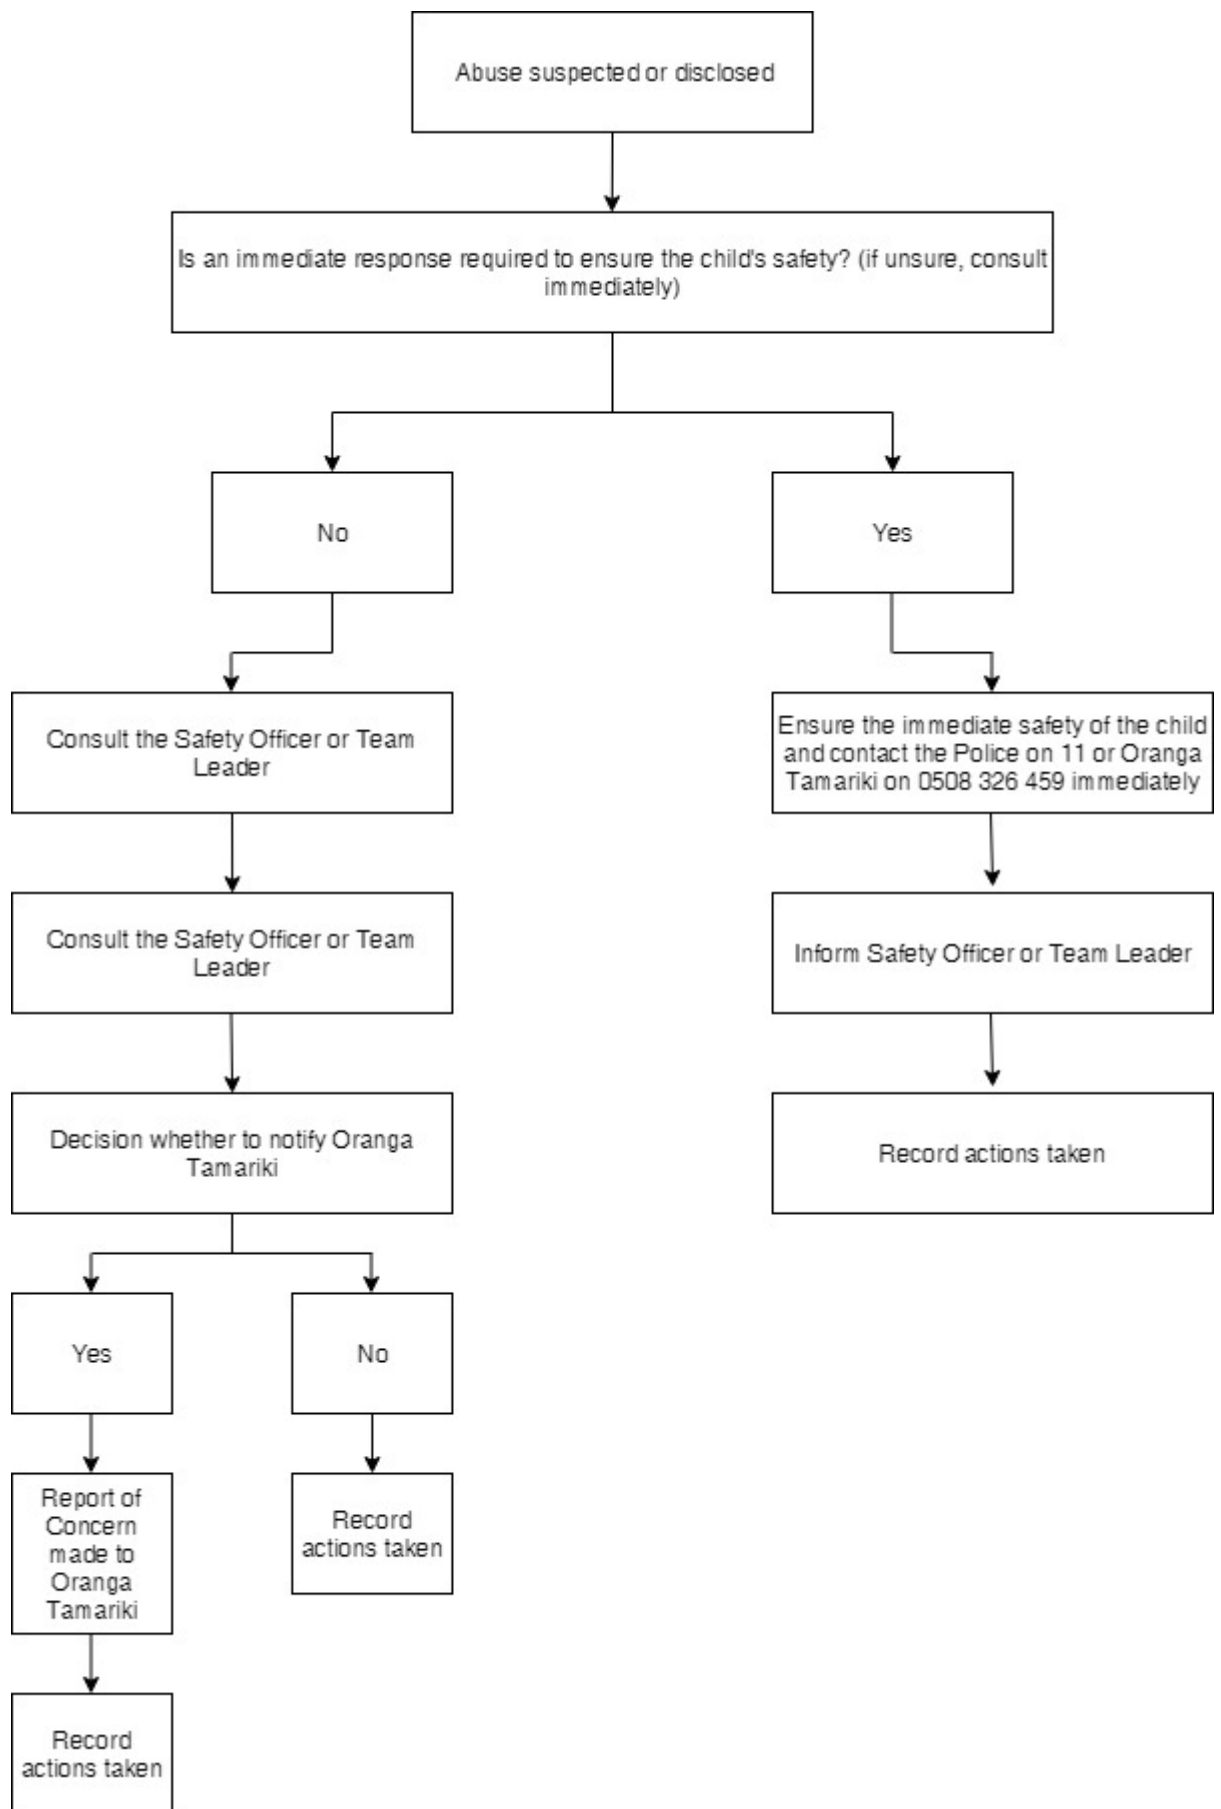 Abuse suspected or disclosed
Is an immediate response required to ensure the child's safety? (if unsure, consult
immediately)
No
Yes
Consult the Safety Officer or Team
Leader
Ensure the immediate safety of the child
and contact the Police on 11 or Oranga
Tamariki on 0508 326 459 immediately
Consult the Safety Officer or Team
Leader
Inform Safety Officer or Team Leader
Decision whether to notify Oranga
Tamariki
Record actions taken
Yes
No
Report of
Concern
made to
Oranga
Tamariki
Record
actions taken
Record
actions taken